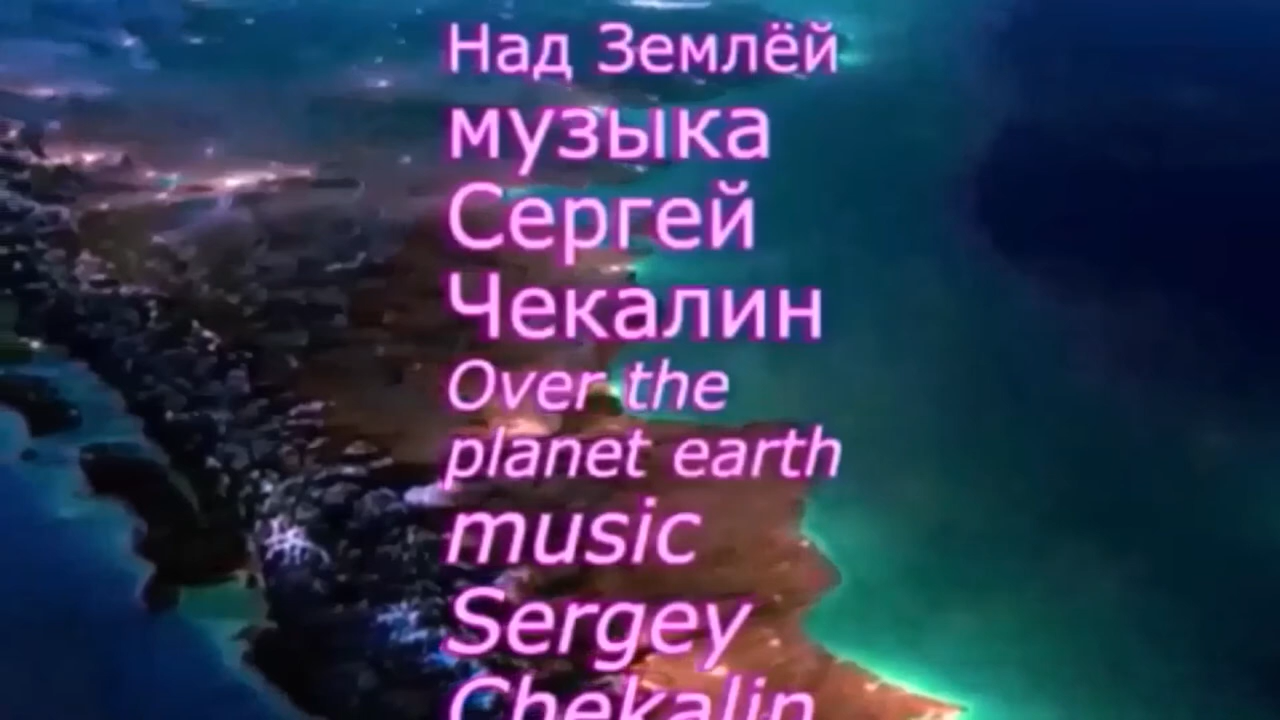 Над Землёй
музыка
Сергей
Чекалин
Over the
planet earth
music
Sergey
Chekalin